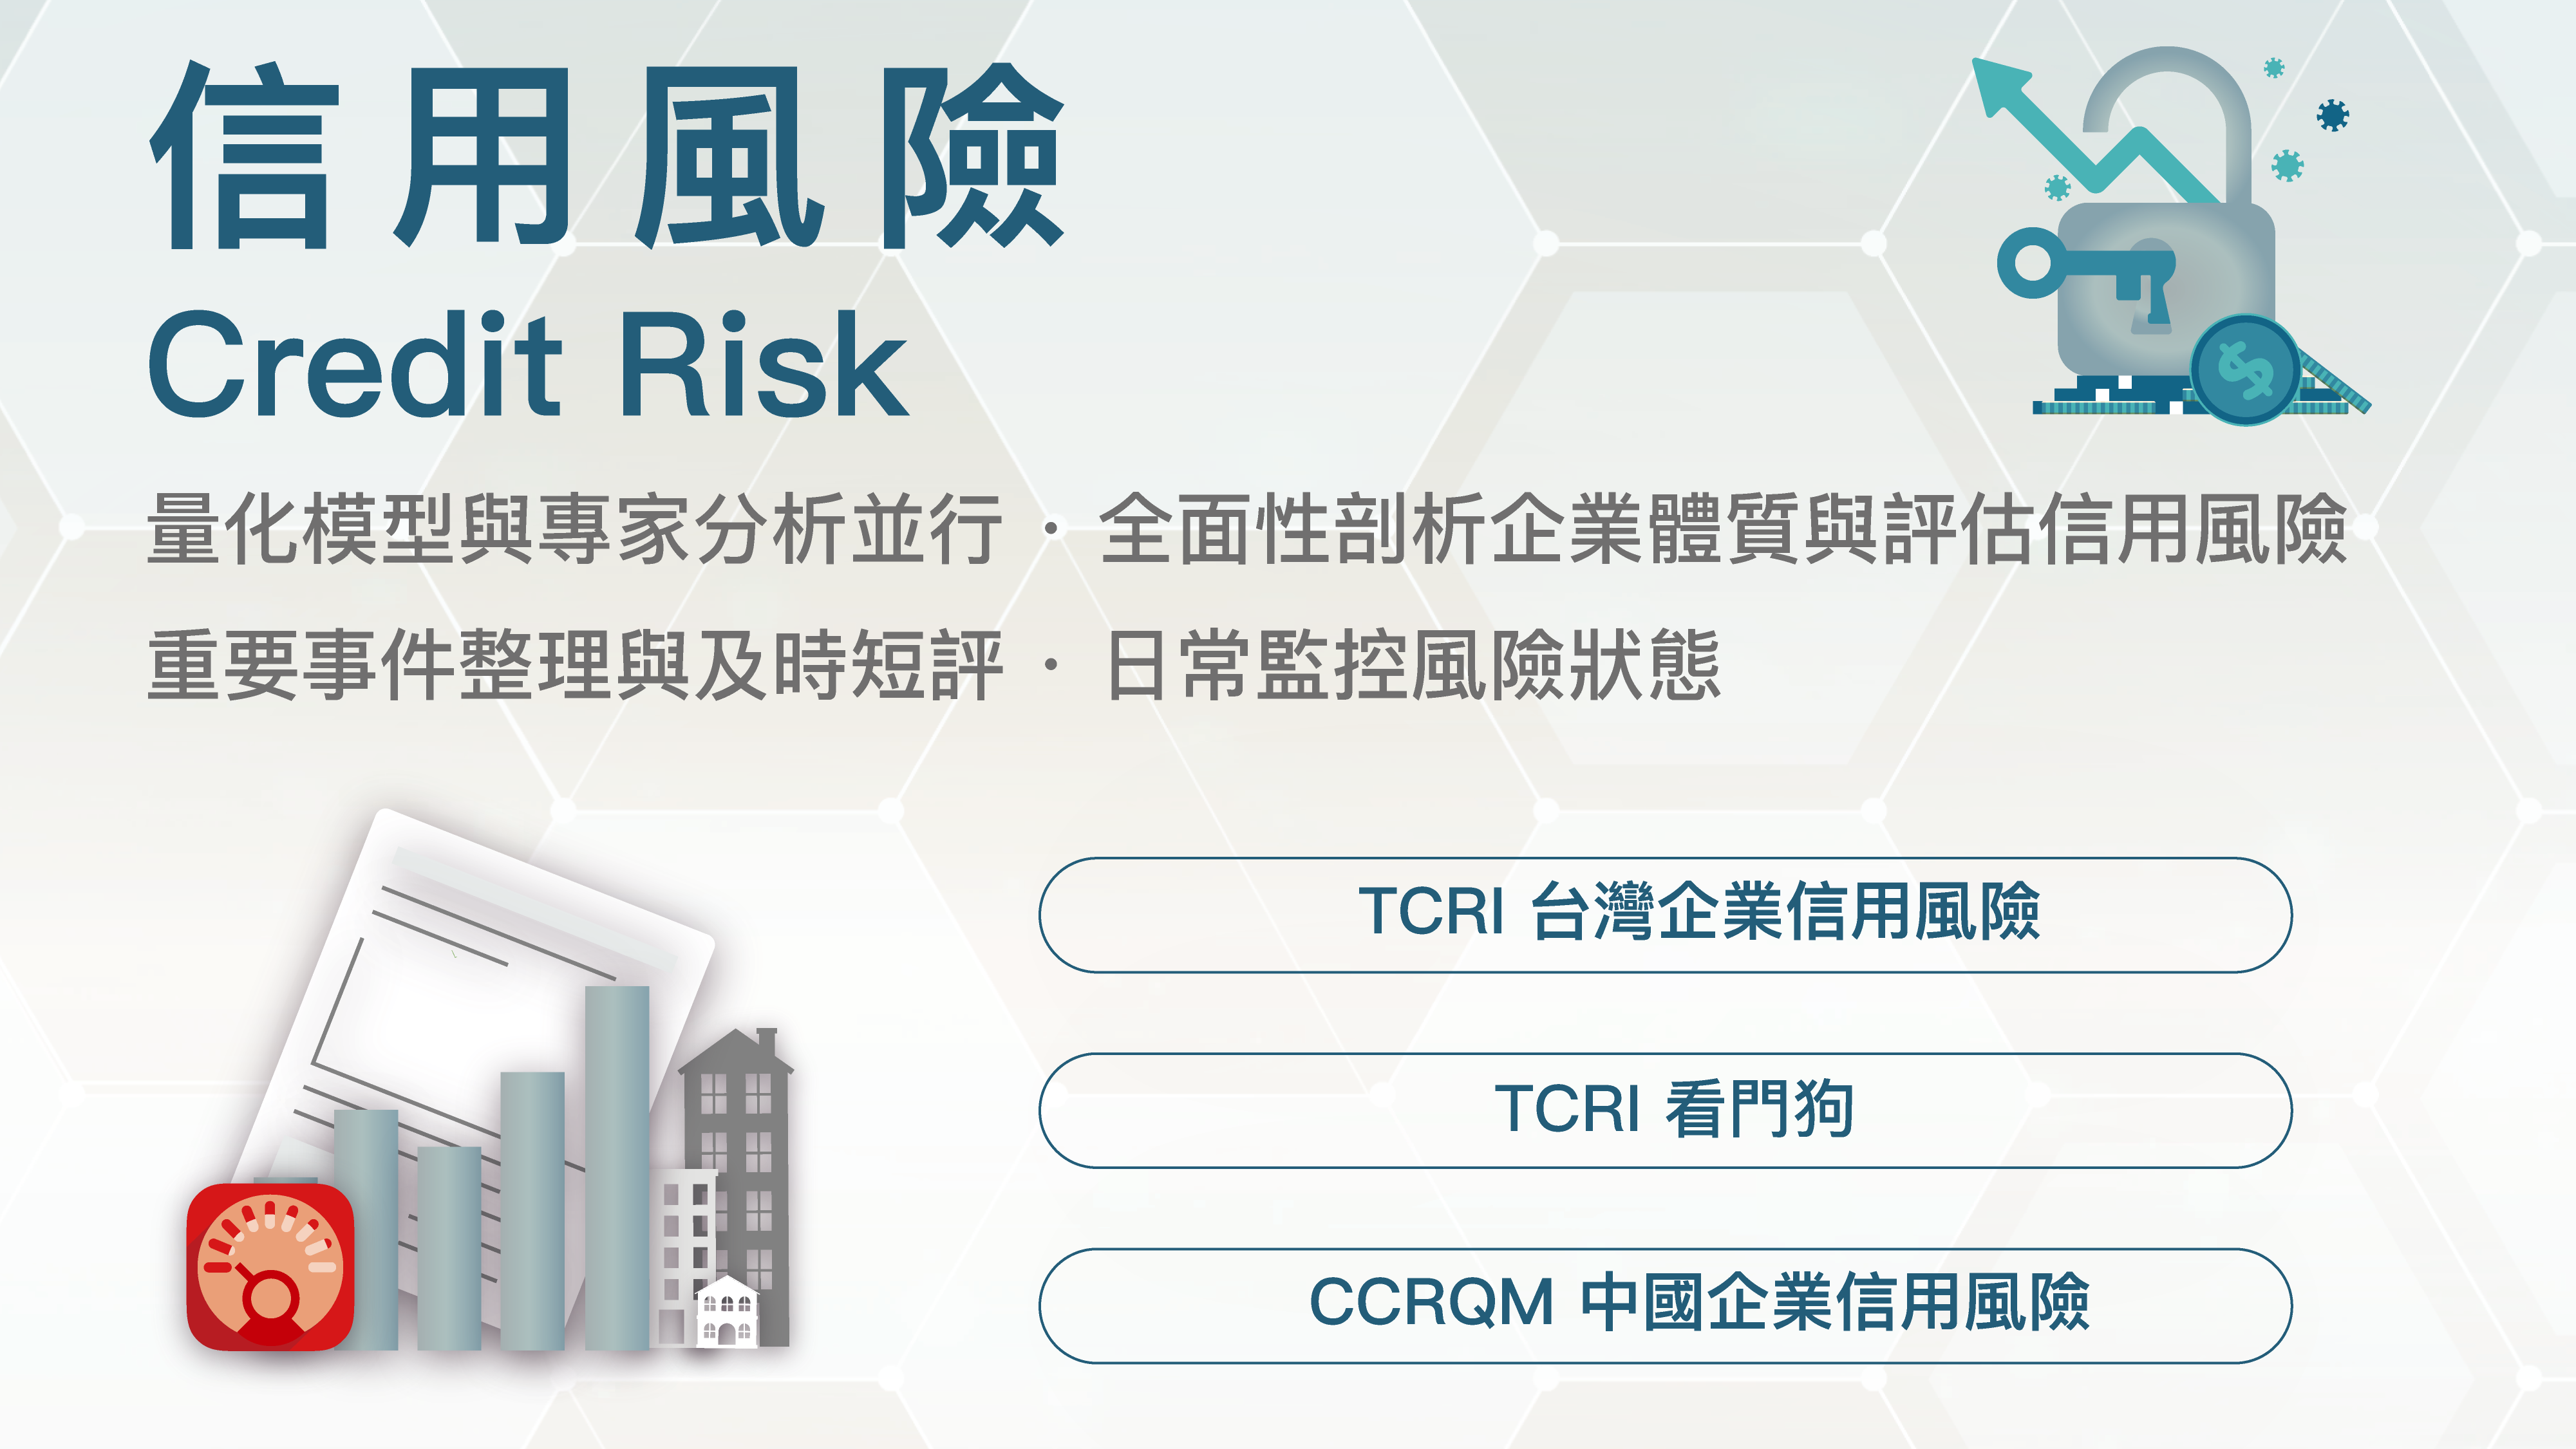 信用風險
Credit Risk
量化模型與專家分析並行 · 全面性剖析企業體質與評估信用風險
重要事件整理與及時短評 · 日常監控風險狀態
TCRI 台灣企業信用風險
TCRI 看門狗
CCRQM 中國企業信用風險